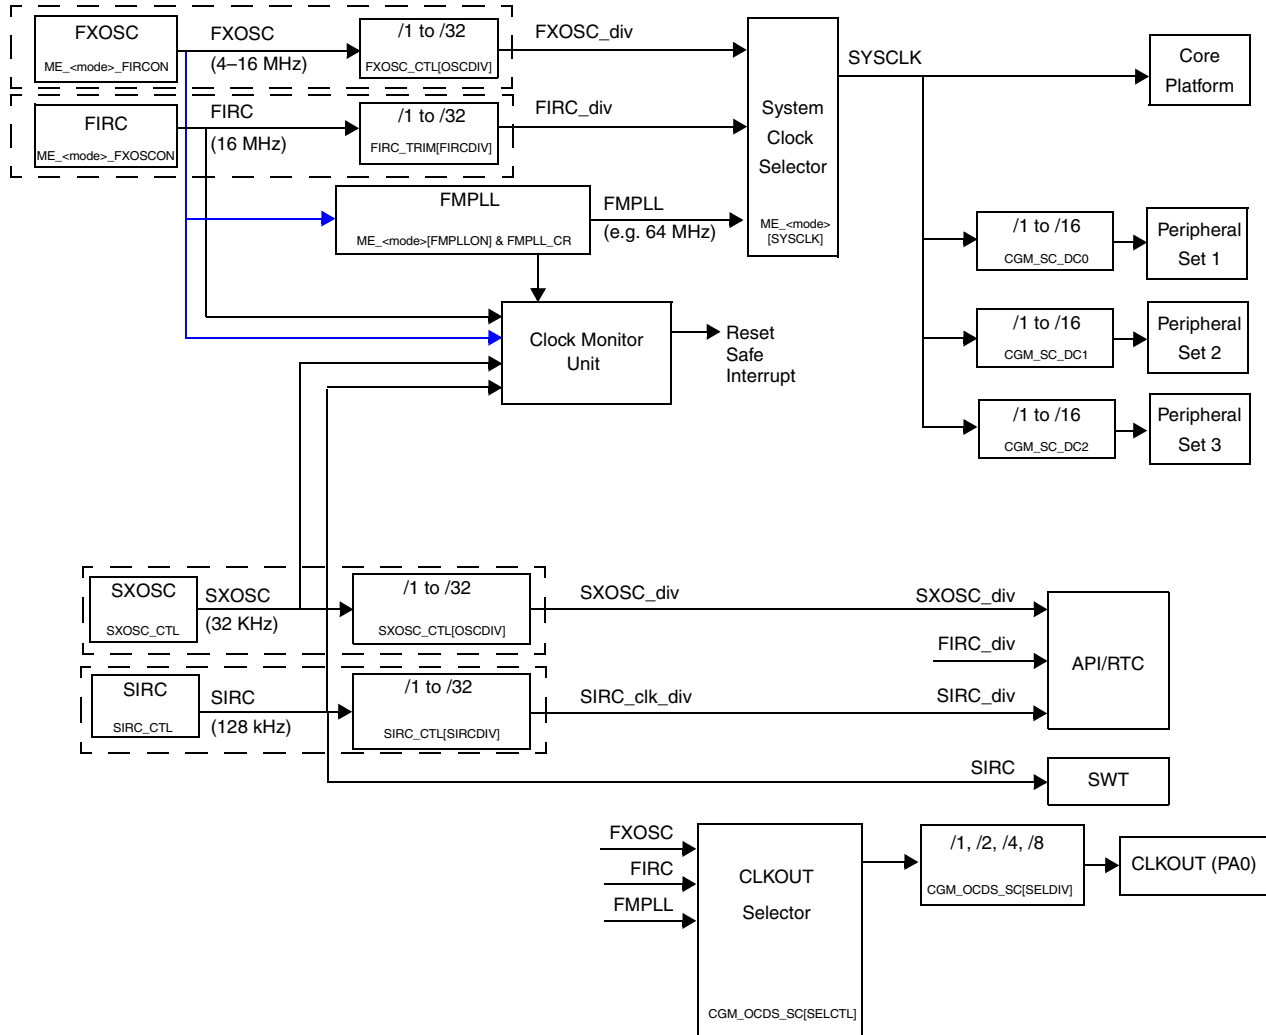 FXOSC
ME_<mode>_FIRCON
FXOSC
(4–16 MHz)
/1 to /32
FXOSC_CTL[OSCDIV]
FXOSC_div
FIRC
ME_<mode>_FXOSCON
FIRC
(16 MHz)
/1 to /32
FIRC_TRIM[FIRCDIV]
FIRC_div
FMPLL
ME_<mode>[FMPLLON] & FMPLL_CR
FMPLL
(e.g. 64 MHz)
System
Clock
Selector
ME_<mode>
[SYSCLK]
SYSCLK
Core
Platform
/1 to /16
CGM_SC_DC0
Peripheral
Set 1
/1 to /16
CGM_SC_DC1
Peripheral
Set 2
/1 to /16
CGM_SC_DC2
Peripheral
Set 3
Clock Monitor
Unit
Reset
Safe
Interrupt
SXOSC
SXOSC_CTL
SXOSC
(32 KHz)
/1 to /32
SXOSC_CTL[OSCDIV]
SXOSC_div
SXOSC_div
FIRC_div
API/RTC
SIRC
SIRC_CTL
SIRC
(128 kHz)
/1 to /32
SIRC_CTL[SIRCDIV]
SIRC_clk_div
SIRC_div
SIRC
SWT
FXOSC
FIRC
FMPLL
CLKOUT
Selector
CGM_OCDS_SC[SELCTL]
/1, /2, /4, /8
CGM_OCDS_SC[SELDIV]
CLKOUT (PA0)